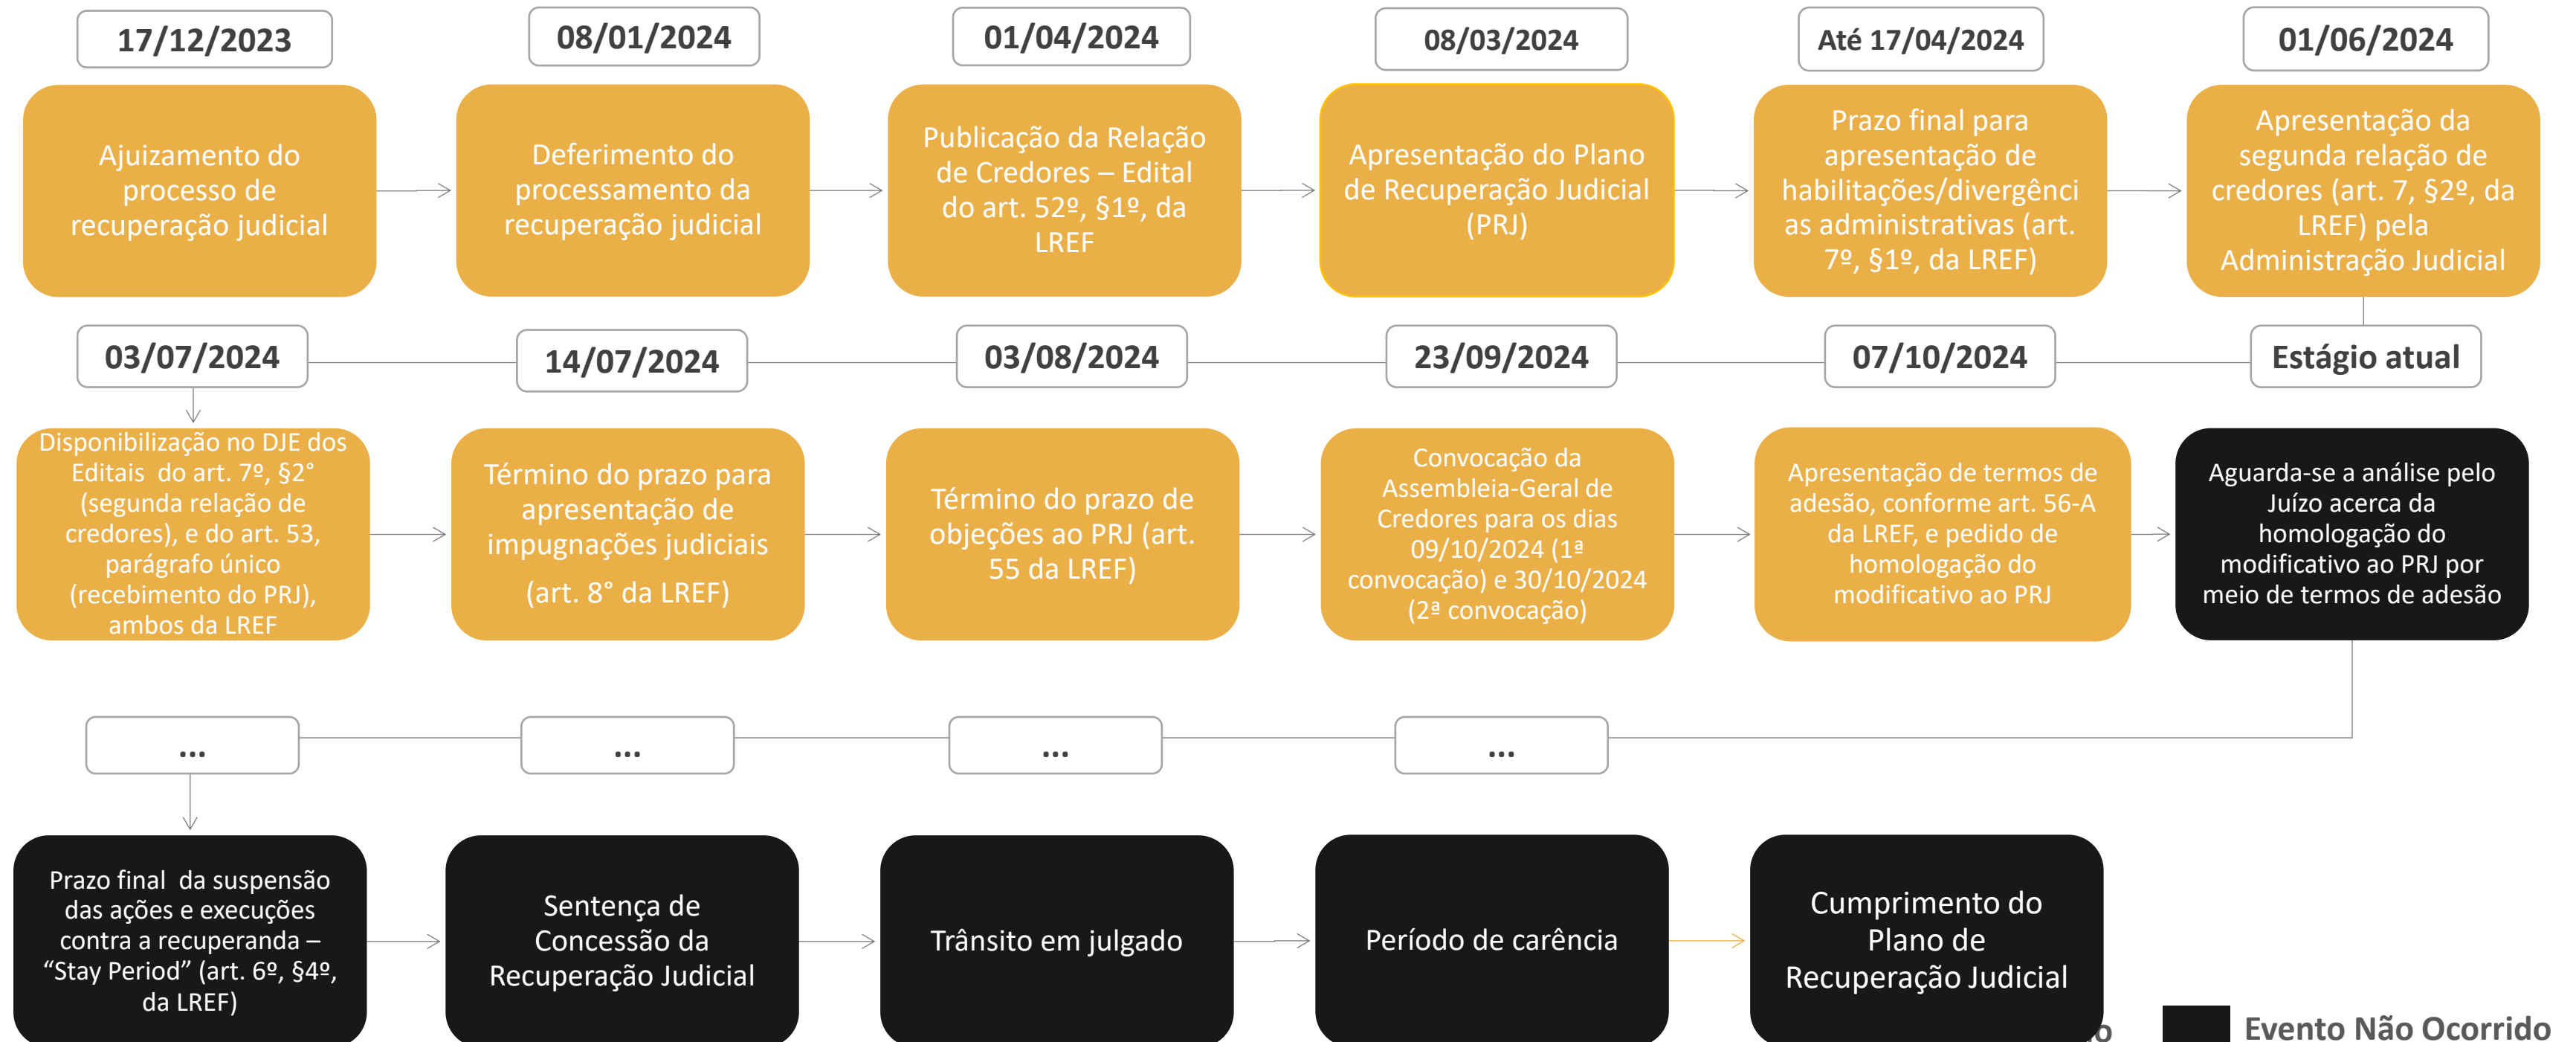 17/12/2023
08/01/2024
01/04/2024
08/03/2024
Até 17/04/2024
01/06/2024
Ajuizamento do
processo de
recuperação judicial
Deferimento do
processamento da
recuperação judicial
Publicação da Relação
de Credores – Edital
do art. 52º, §1º, da
LREF
Apresentação do Plano
de Recuperação Judicial
(PRJ)
Prazo final para
apresentação de
habilitações/divergênci
as administrativas (art.
7º, §1º, da LREF)
Apresentação da
segunda relação de
credores (art. 7, §2º, da
LREF) pela
Administração Judicial
03/07/2024
14/07/2024
03/08/2024
23/09/2024
07/10/2024
Estágio atual
Disponibilização no DJE dos
Editais do art. 7º, §2°
(segunda relação de
credores), e do art. 53,
parágrafo único
(recebimento do PRJ),
ambos da LREF
Término do prazo para
apresentação de
impugnações judiciais
(art. 8° da LREF)
Término do prazo de
objeções ao PRJ (art.
55 da LREF)
Convocação da
Assembleia-Geral de
Credores para os dias
09/10/2024 (1ª
convocação) e 30/10/2024
(2ª convocação)
Apresentação de termos de
adesão, conforme art. 56-A
da LREF, e pedido de
homologação do
modificativo ao PRJ
Aguarda-se a análise pelo
Juízo acerca da
homologação do
modificativo ao PRJ por
meio de termos de adesão
...
...
...
...
Prazo final da suspensão
das ações e execuções
contra a recuperanda –
“Stay Period” (art. 6º, §4º,
da LREF)
Sentença de
Concessão da
Recuperação Judicial
Trânsito em julgado
Período de carência
Cumprimento do
Plano de
Recuperação Judicial
Evento Não Ocorrido